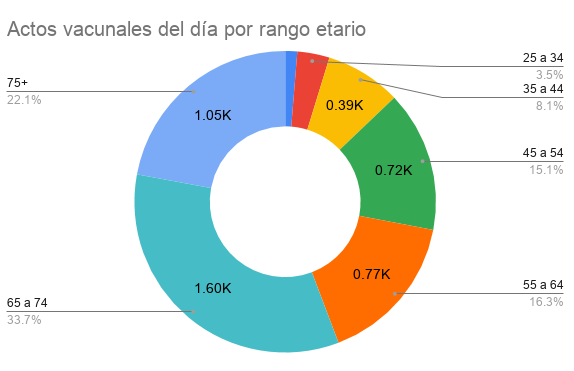 Actos vacunales del día por rango etario
25 a 34
3.5%
35 a 44
8.1%
0.39K
45 a 54
15.1%
0.72K
55 a 64
16.3%
0.77K
65 a 74
33.7%
1.60K
75+
22.1%
1.05K